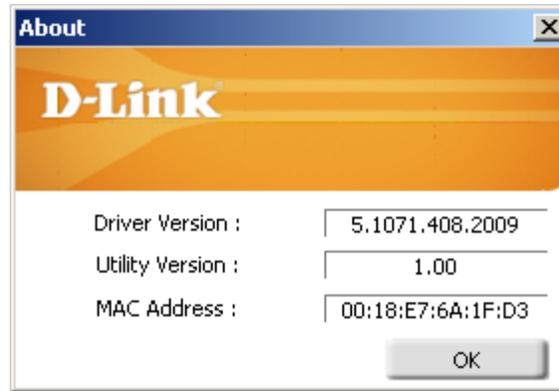 About
D-Link
Driver Version : 5.1071.408.2009
Utility Version : 1.00
MAC Address : 00:18:E7:6A:1F:D3
OK